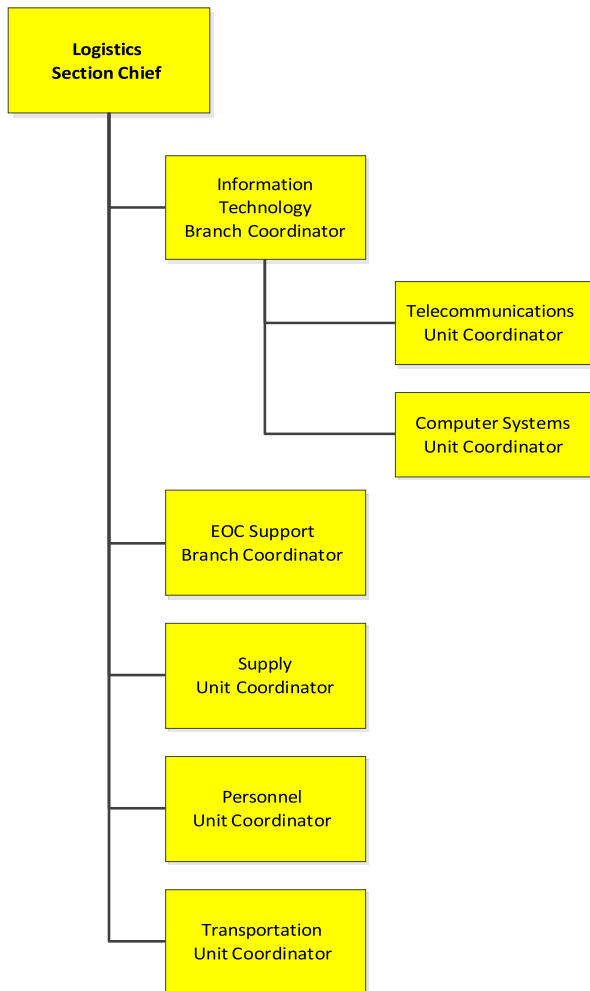 Logistics
Section Chief
Information
Technology
Branch Coordinator
Telecommunications
Unit Coordinator
Computer Systems
Unit Coordinator
EOC Support
Branch Coordinator
Supply
Unit Coordinator
Personnel
Unit Coordinator
Transportation
Unit Coordinator